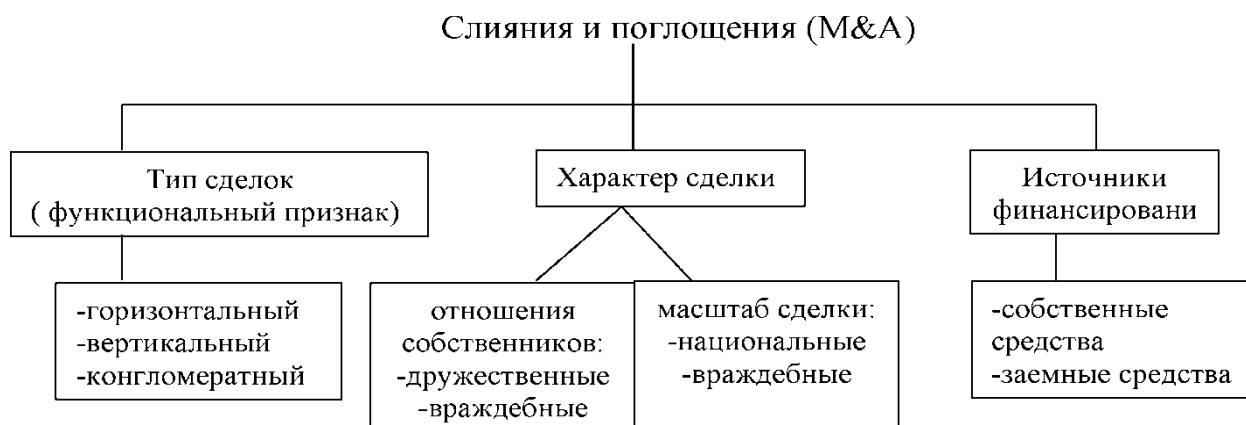 Слияния и поглощения (M&A)
Тип сделок
( функциональный признак)
-горизонтальный
-вертикальный
-конгломератный
Характер сделки
отношения
собственников:
-дружественные
-враждебные
масштаб сделки:
-национальные
-враждебные
Источники
финансировани
-собственные
средства
-заемные средства